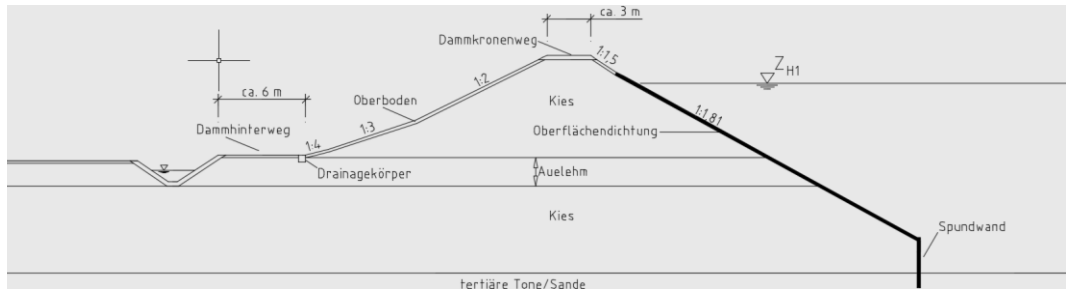 ca. 3 m
Dammkronenweg
1:1,5
Z H1
1:2
ca. 6 m
Oberboden
Kies
1:1,81
1:3
Oberflächendichtung
Dammhinterweg
1:4
Drainagekörper
Auelehm
Kies
Spundwand
tertiäre Tone/Sande